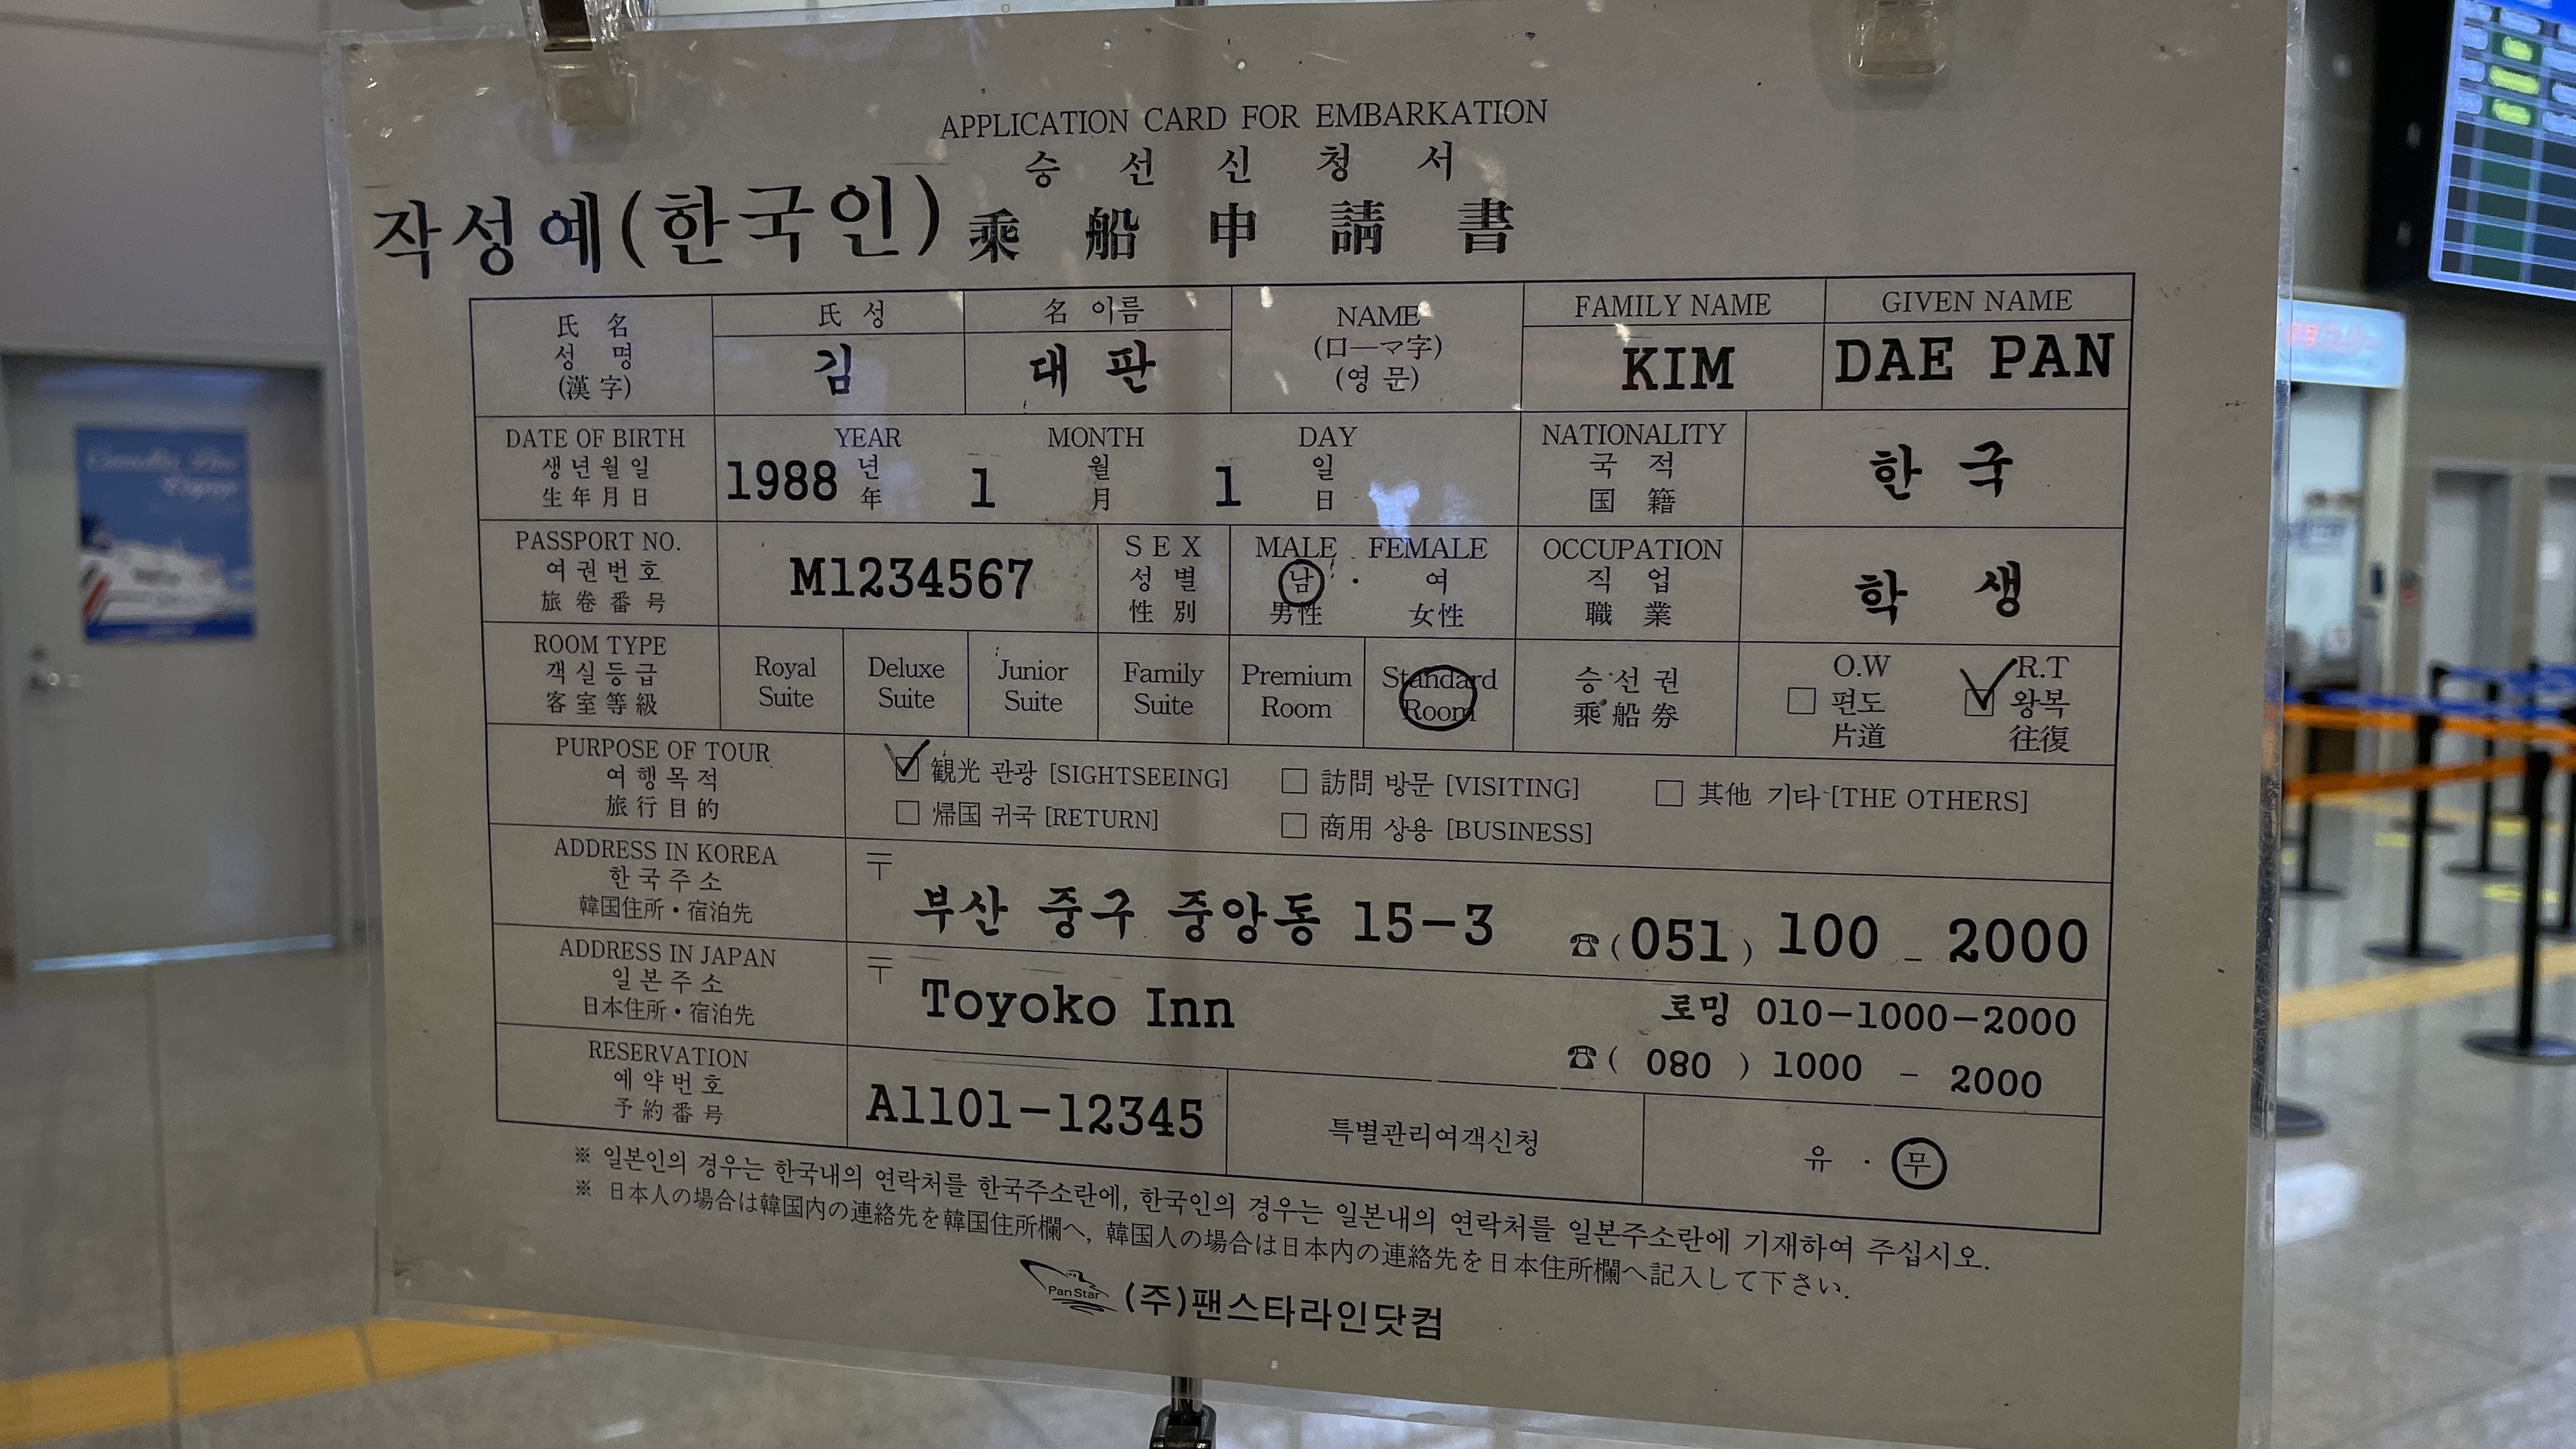 APPLICATION CARD FOR EMBARKATION
승 선 신 청 서
작성예(한국인) 乘 船 申 請 書
氏 名
성 명
(漢 字)
氏 성
김
名 이름
대 판
NAME
(ローマ字)
(영 문)
FAMILY NAME
KIM
GIVEN NAME
DAE PAN
DATE OF BIRTH
생년월일
生年月日
YEAR MONTH DAY
1988 년 1 월 1 일
年 月 日
NATIONALITY
국 적
国 籍
한 국
PASSPORT NO.
여권번호
旅巻番号
M1234567
SEX
성 별
性 別
MALE FEMALE
남 · 여
男性 女性
OCCUPATION
직 업
職 業
학 생
ROOM TYPE
객실등급
客室等級
Royal
Suite
Deluxe
Suite
Junior
Suite
Family
Suite
Premium
Room
Standard
Room
승선권
乘船券
O.W
편도
片道
R.T
왕복
往復
PURPOSE OF TOUR
여행목적
旅行目的
観光 관광 [SIGHTSEEING] 訪問 방문 [VISITING] 其他 기타 [THE OTHERS]
帰国 귀국 [RETURN] 商用 상용 [BUSINESS]
ADDRESS IN KOREA
한국주소
韓国住所・宿泊先
〒
부산 중구 중앙동 15-3 ☎(051) 100 - 2000
ADDRESS IN JAPAN
일본주소
日本住所・宿泊先
〒
Toyoko Inn
로밍 010-1000-2000
☎( 080 ) 1000 - 2000
RESERVATION
예약번호
予約番号
A1101-12345
특별관리여객신청
유 · 무
※ 일본인의 경우는 한국내의 연락처를 한국주소란에, 한국인의 경우는 일본내의 연락처를 일본주소란에 기재하여 주십시오.
※ 日本人の場合は韓国内の連絡先を韓国住所欄へ, 韓国人の場合は日本内の連絡先を日本住所欄へ記入して下さい.
PanStar (주)팬스타라인닷컴